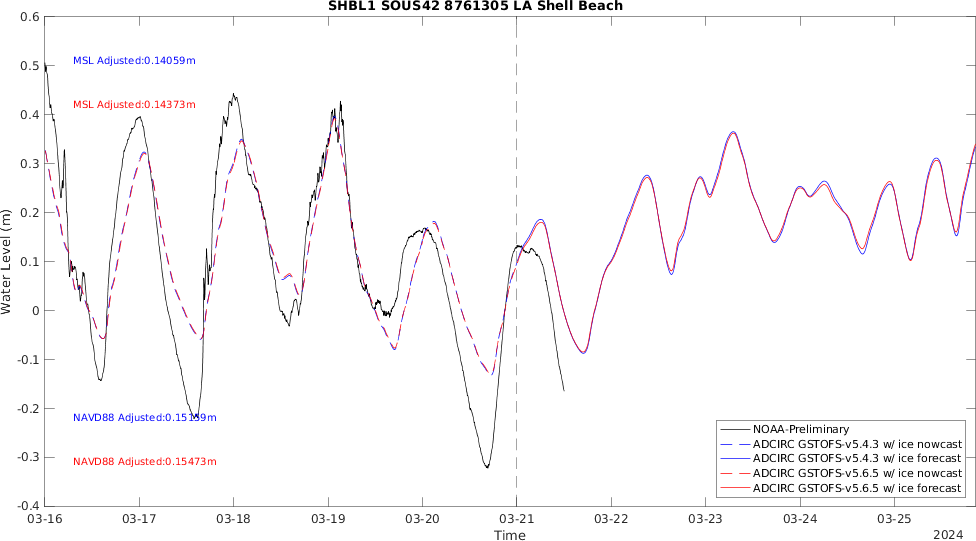 SHBL1 SOUS42 8761305 LA Shell Beach
0.6
0.5
0.4
0.3
0.2
0.1
0
-0.1
-0.2
-0.3
-0.4
Water Level (m)
MSL Adjusted:0.14059m
MSL Adjusted:0.14373m
NAVD88 Adjusted:0.15159m
NAVD88 Adjusted:0.15473m
NOAA-Preliminary
ADCIRC GSTOFS-v5.4.3 w/ ice nowcast
ADCIRC GSTOFS-v5.4.3 w/ ice forecast
ADCIRC GSTOFS-v5.6.5 w/ ice nowcast
ADCIRC GSTOFS-v5.6.5 w/ ice forecast
03-16 03-17 03-18 03-19 03-20 03-21 03-22 03-23 03-24 03-25
Time
2024